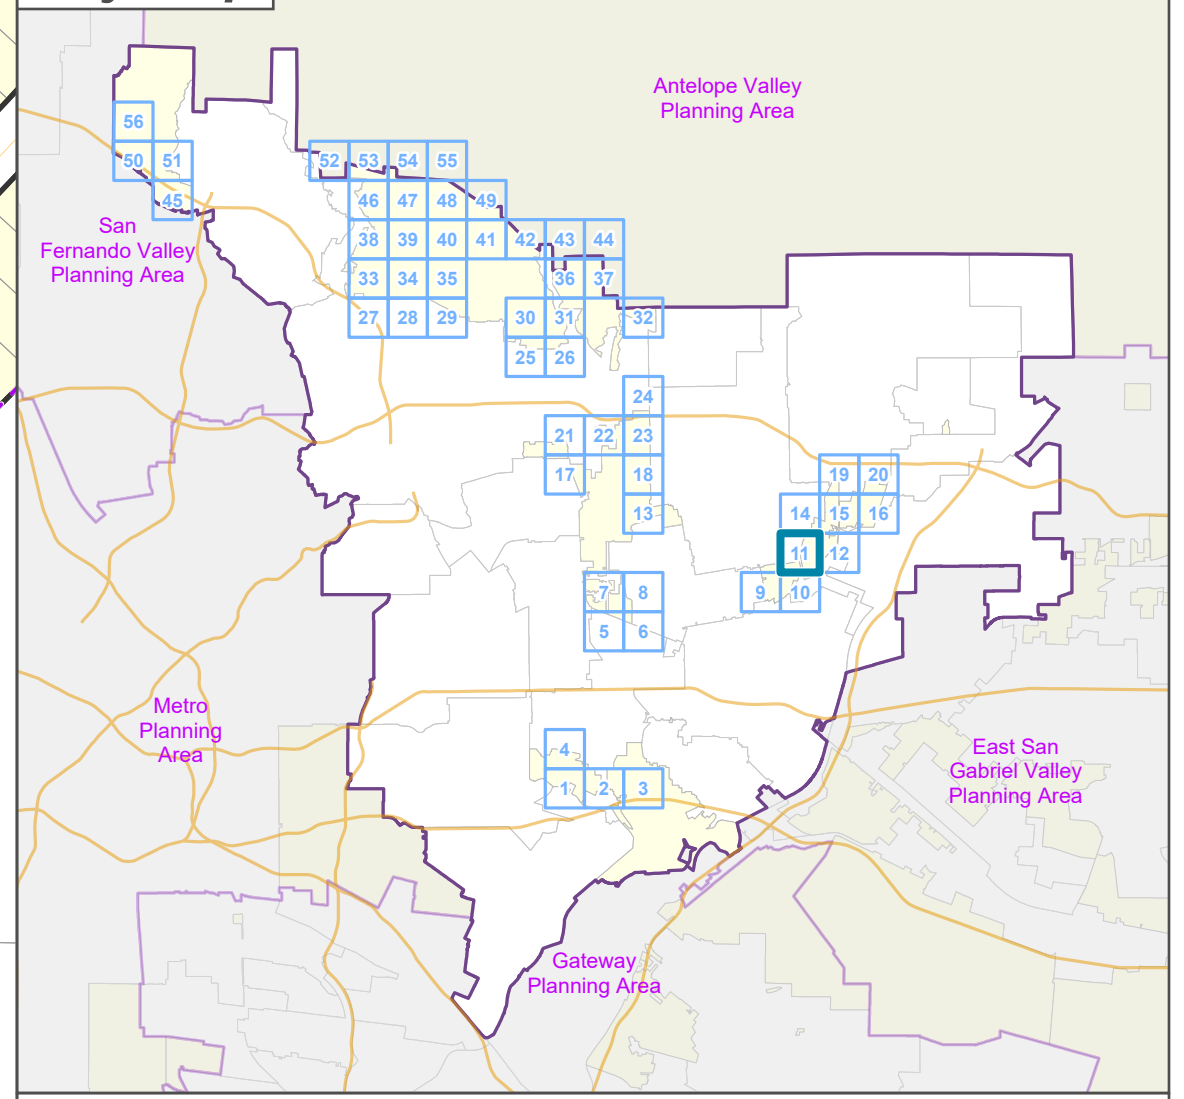 Antelope Valley
Planning Area
56
50 51
52 53 54 55
45
46 47 48 49
San
Fernando Valley
Planning Area
38 39 40 41 42 43 44
33 34 35 36 37
27 28 29 30 31 32
25 26
24
21 22 23
17 18 19 20
13 14 15 16
11 12
7 8 9 10
5 6
Metro
Planning
Area
4
East San
Gabriel Valley
Planning Area
1 2 3
Gateway
Planning Area